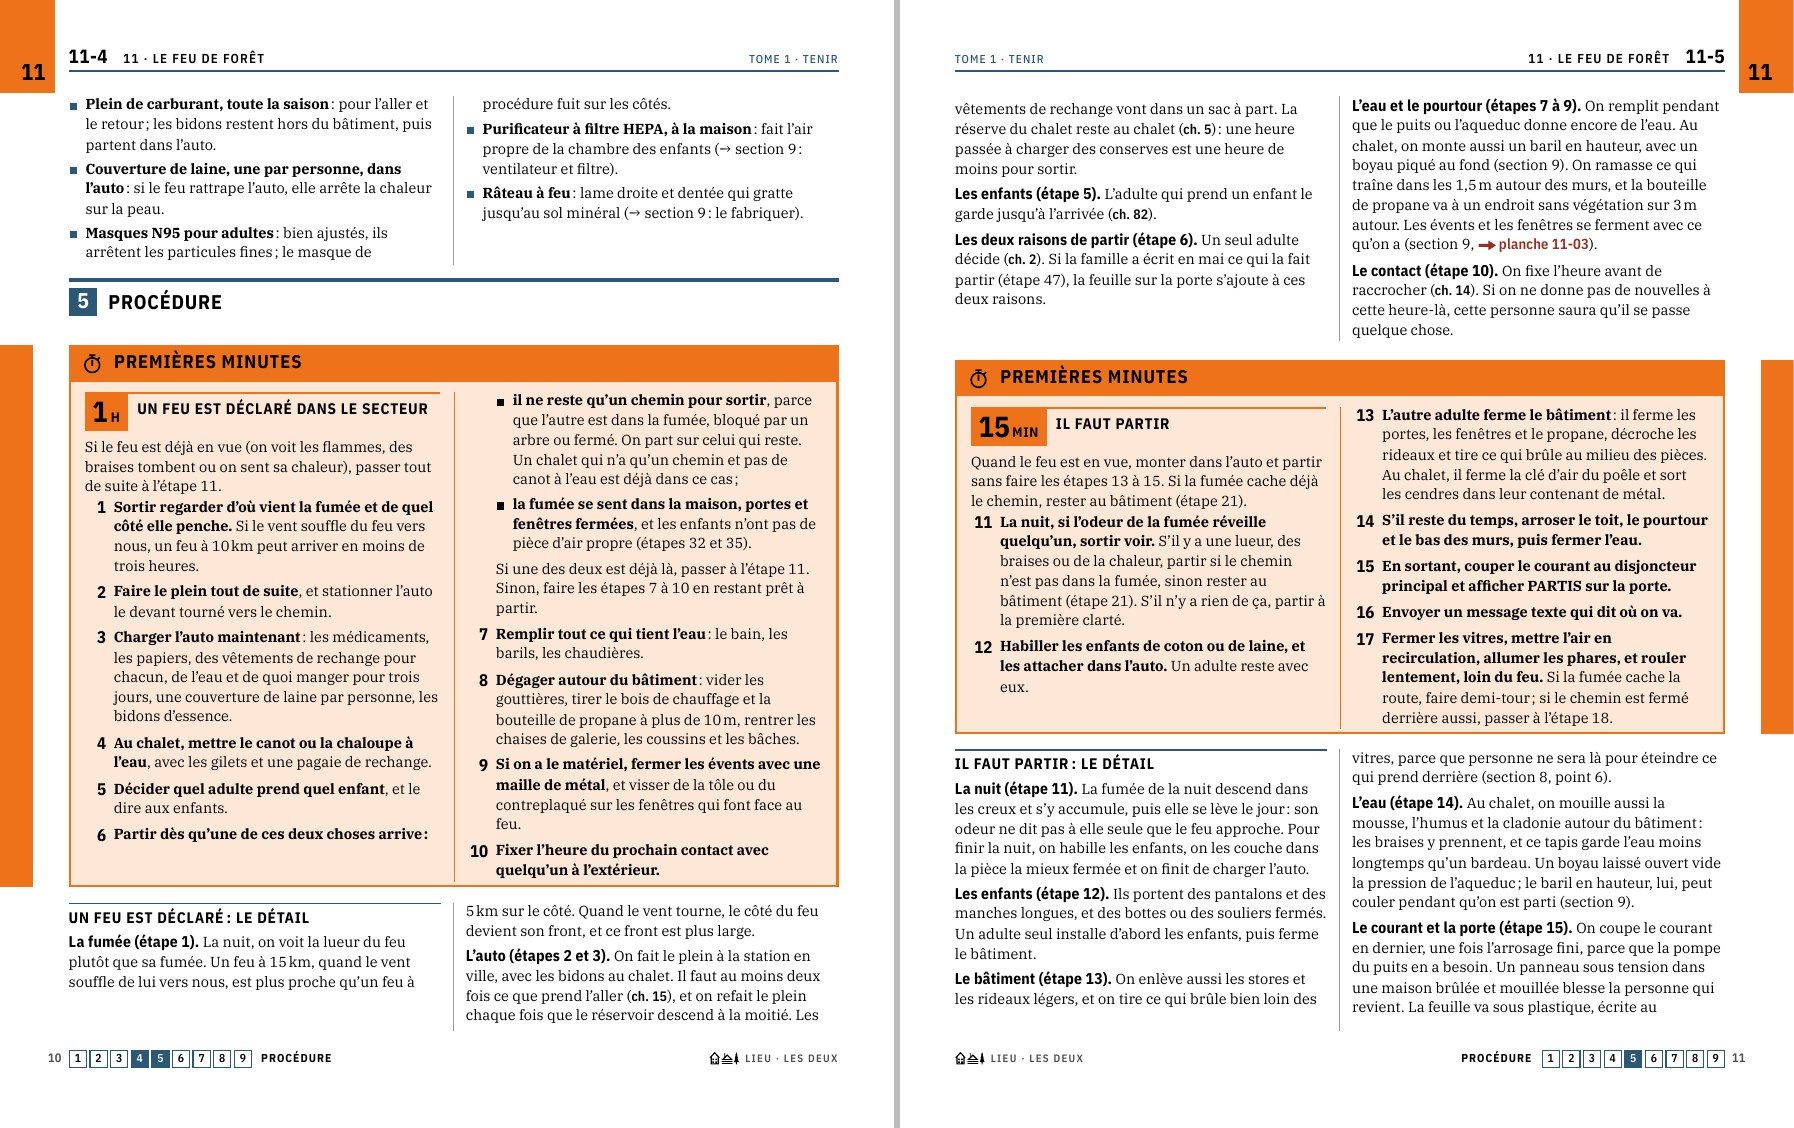 11
11-4 11 · LE FEU DE FORÊT
TOME 1 · TENIR
Plein de carburant, toute la saison : pour l’aller et
le retour ; les bidons restent hors du bâtiment, puis
partent dans l’auto.
Couverture de laine, une par personne, dans
l’auto : si le feu rattrape l’auto, elle arrête la chaleur
sur la peau.
Masques N95 pour adultes : bien ajustés, ils
arrêtent les particules fines ; le masque de
procédure fuit sur les côtés.
Purificateur à filtre HEPA, à la maison : fait l’air
propre de la chambre des enfants (→ section 9 :
ventilateur et filtre).
Râteau à feu : lame droite et dentée qui gratte
jusqu’au sol minéral (→ section 9 : le fabriquer).
5 PROCÉDURE
PREMIÈRES MINUTES
1 H UN FEU EST DÉCLARÉ DANS LE SECTEUR
Si le feu est déjà en vue (on voit les flammes, des
braises tombent ou on sent sa chaleur), passer tout
de suite à l’étape 11.
1 Sortir regarder d’où vient la fumée et de quel
côté elle penche. Si le vent souffle du feu vers
nous, un feu à 10 km peut arriver en moins de
trois heures.
2 Faire le plein tout de suite, et stationner l’auto
le devant tourné vers le chemin.
3 Charger l’auto maintenant : les médicaments,
les papiers, des vêtements de rechange pour
chacun, de l’eau et de quoi manger pour trois
jours, une couverture de laine par personne, les
bidons d’essence.
4 Au chalet, mettre le canot ou la chaloupe à
l’eau, avec les gilets et une pagaie de rechange.
5 Décider quel adulte prend quel enfant, et le
dire aux enfants.
6 Partir dès qu’une de ces deux choses arrive :
■ il ne reste qu’un chemin pour sortir, parce
que l’autre est dans la fumée, bloqué par un
arbre ou fermé. On part sur celui qui reste.
Un chalet qui n’a qu’un chemin et pas de
canot à l’eau est déjà dans ce cas ;
■ la fumée se sent dans la maison, portes et
fenêtres fermées, et les enfants n’ont pas de
pièce d’air propre (étapes 32 et 35).
Si une des deux est déjà là, passer à l’étape 11.
Sinon, faire les étapes 7 à 10 en restant prêt à
partir.
7 Remplir tout ce qui tient l’eau : le bain, les
barils, les chaudières.
8 Dégager autour du bâtiment : vider les
gouttières, tirer le bois de chauffage et la
bouteille de propane à plus de 10 m, rentrer les
chaises de galerie, les coussins et les bâches.
9 Si on a le matériel, fermer les évents avec une
maille de métal, et visser de la tôle ou du
contreplaqué sur les fenêtres qui font face au
feu.
10 Fixer l’heure du prochain contact avec
quelqu’un à l’extérieur.
UN FEU EST DÉCLARÉ : LE DÉTAIL
La fumée (étape 1). La nuit, on voit la lueur du feu
plutôt que sa fumée. Un feu à 15 km, quand le vent
souffle de lui vers nous, est plus proche qu’un feu à
5 km sur le côté. Quand le vent tourne, le côté du feu
devient son front, et ce front est plus large.
L’auto (étapes 2 et 3). On fait le plein à la station en
ville, avec les bidons au chalet. Il faut au moins deux
fois ce que prend l’aller (ch. 15), et on refait le plein
chaque fois que le réservoir descend à la moitié. Les
10 1 2 3 4 5 6 7 8 9 PROCÉDURE
LIEU · LES DEUX
TOME 1 · TENIR
11 · LE FEU DE FORÊT 11-5
11
vêtements de rechange vont dans un sac à part. La
réserve du chalet reste au chalet (ch. 5) : une heure
passée à charger des conserves est une heure de
moins pour sortir.
Les enfants (étape 5). L’adulte qui prend un enfant le
garde jusqu’à l’arrivée (ch. 82).
Les deux raisons de partir (étape 6). Un seul adulte
décide (ch. 2). Si la famille a écrit en mai ce qui la fait
partir (étape 47), la feuille sur la porte s’ajoute à ces
deux raisons.
L’eau et le pourtour (étapes 7 à 9). On remplit pendant
que le puits ou l’aqueduc donne encore de l’eau. Au
chalet, on monte aussi un baril en hauteur, avec un
boyau piqué au fond (section 9). On ramasse ce qui
traîne dans les 1,5 m autour des murs, et la bouteille
de propane va à un endroit sans végétation sur 3 m
autour. Les évents et les fenêtres se ferment avec ce
qu’on a (section 9, → planche 11-03).
Le contact (étape 10). On fixe l’heure avant de
raccrocher (ch. 14). Si on ne donne pas de nouvelles à
cette heure-là, cette personne saura qu’il se passe
quelque chose.
PREMIÈRES MINUTES
15 MIN IL FAUT PARTIR
Quand le feu est en vue, monter dans l’auto et partir
sans faire les étapes 13 à 15. Si la fumée cache déjà
le chemin, rester au bâtiment (étape 21).
11 La nuit, si l’odeur de la fumée réveille
quelqu’un, sortir voir. S’il y a une lueur, des
braises ou de la chaleur, partir si le chemin
n’est pas dans la fumée, sinon rester au
bâtiment (étape 21). S’il n’y a rien de ça, partir à
la première clarté.
12 Habiller les enfants de coton ou de laine, et
les attacher dans l’auto. Un adulte reste avec
eux.
13 L’autre adulte ferme le bâtiment : il ferme les
portes, les fenêtres et le propane, décroche les
rideaux et tire ce qui brûle au milieu des pièces.
Au chalet, il ferme la clé d’air du poêle et sort
les cendres dans leur contenant de métal.
14 S’il reste du temps, arroser le toit, le pourtour
et le bas des murs, puis fermer l’eau.
15 En sortant, couper le courant au disjoncteur
principal et afficher PARTIS sur la porte.
16 Envoyer un message texte qui dit où on va.
17 Fermer les vitres, mettre l’air en
recirculation, allumer les phares, et rouler
lentement, loin du feu. Si la fumée cache la
route, faire demi-tour ; si le chemin est fermé
derrière aussi, passer à l’étape 18.
IL FAUT PARTIR : LE DÉTAIL
La nuit (étape 11). La fumée de la nuit descend dans
les creux et s’y accumule, puis elle se lève le jour : son
odeur ne dit pas à elle seule que le feu approche. Pour
finir la nuit, on habille les enfants, on les couche dans
la pièce la mieux fermée et on finit de charger l’auto.
Les enfants (étape 12). Ils portent des pantalons et des
manches longues, et des bottes ou des souliers fermés.
Un adulte seul installe d’abord les enfants, puis ferme
le bâtiment.
Le bâtiment (étape 13). On enlève aussi les stores et
les rideaux légers, et on tire ce qui brûle bien loin des
vitres, parce que personne ne sera là pour éteindre ce
qui prend derrière (section 8, point 6).
L’eau (étape 14). Au chalet, on mouille aussi la
mousse, l’humus et la cladonie autour du bâtiment :
les braises y prennent, et ce tapis garde l’eau moins
longtemps qu’un bardeau. Un boyau laissé ouvert vide
la pression de l’aqueduc ; le baril en hauteur, lui, peut
couler pendant qu’on est parti (section 9).
Le courant et la porte (étape 15). On coupe le courant
en dernier, une fois l’arrosage fini, parce que la pompe
du puits en a besoin. Un panneau sous tension dans
une maison brûlée et mouillée blesse la personne qui
revient. La feuille va sous plastique, écrite au
LIEU · LES DEUX
PROCÉDURE 1 2 3 4 5 6 7 8 9 11